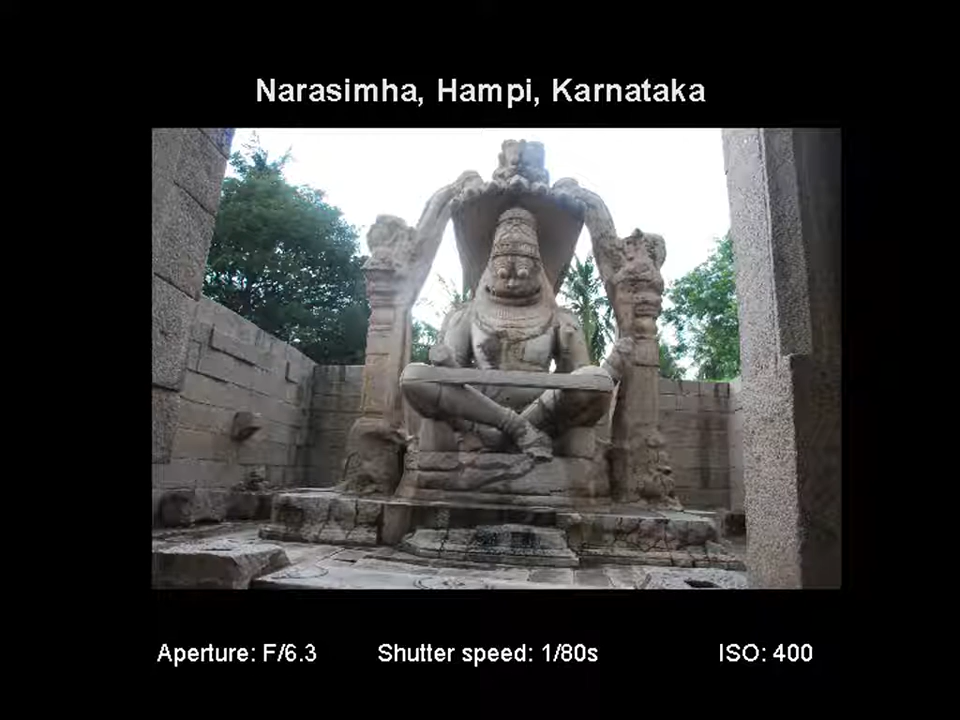 Narasimha, Hampi, Karnataka
Aperture: F/6.3 Shutter speed: 1/80s ISO: 400